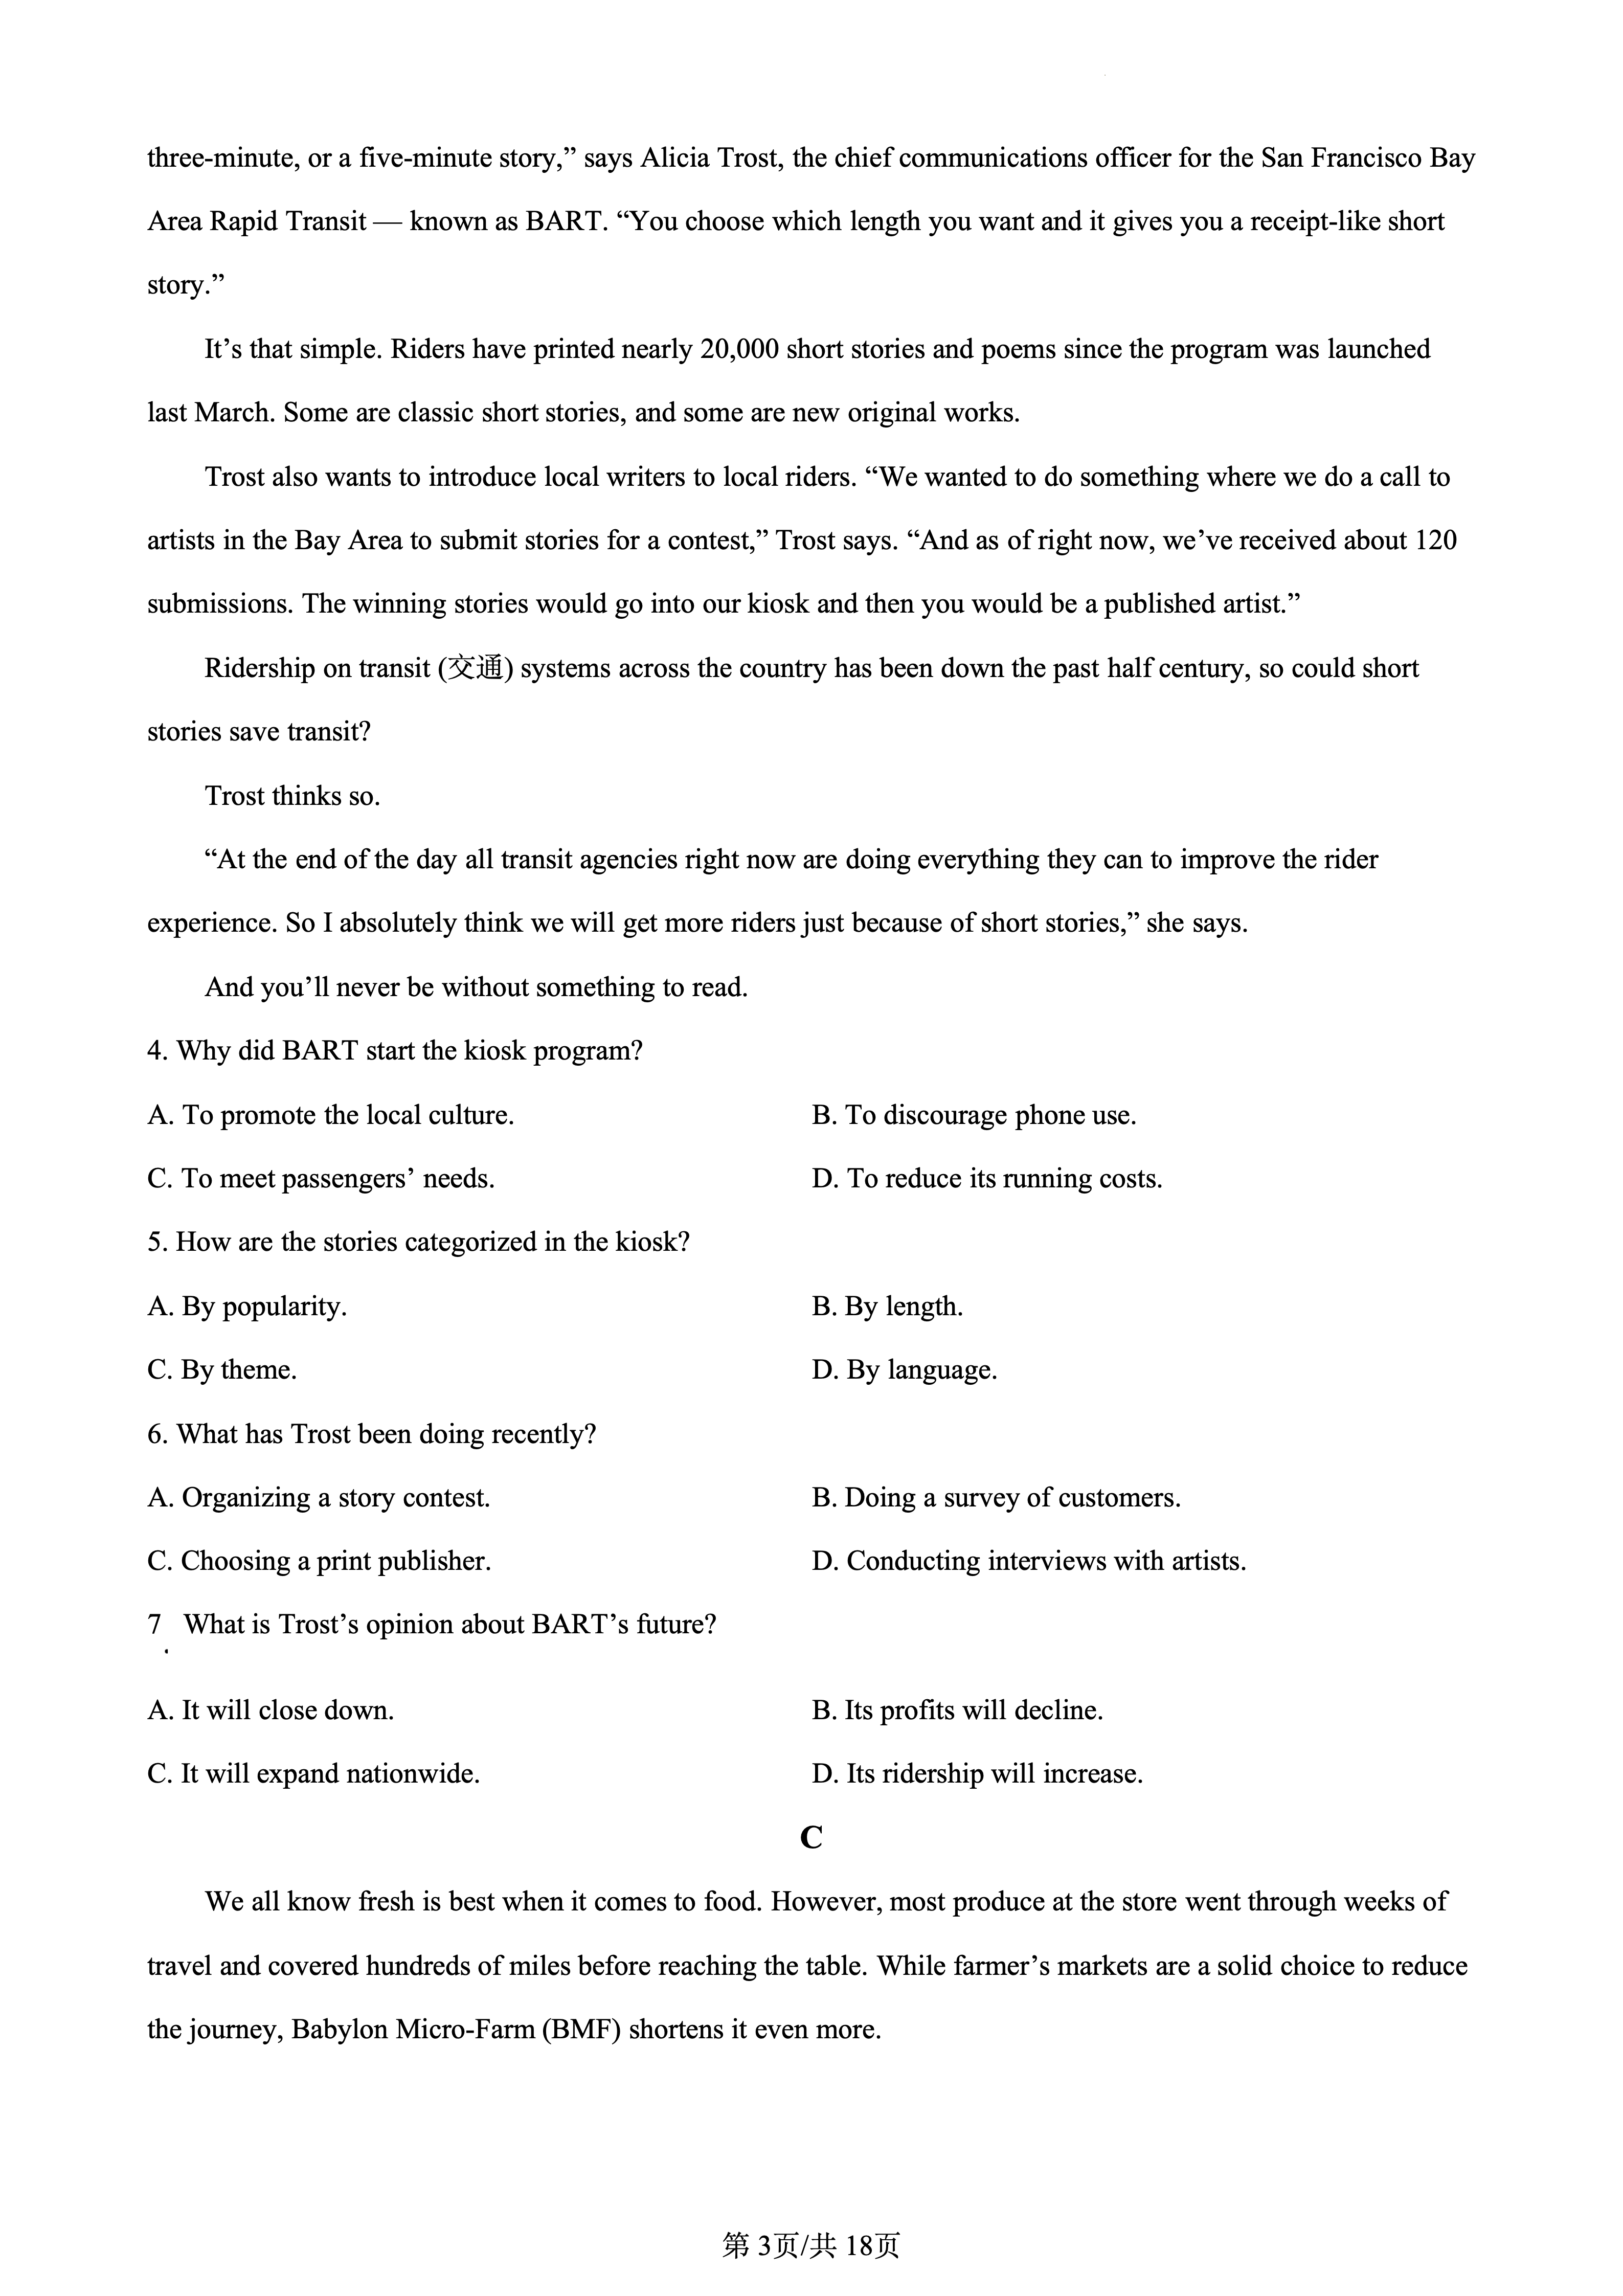 three-minute, or a five-minute story,” says Alicia Trost, the chief communications officer for the San Francisco Bay
Area Rapid Transit — known as BART. “You choose which length you want and it gives you a receipt-like short
story.”
It’s that simple. Riders have printed nearly 20,000 short stories and poems since the program was launched
last March. Some are classic short stories, and some are new original works.
Trost also wants to introduce local writers to local riders. “We wanted to do something where we do a call to
artists in the Bay Area to submit stories for a contest,” Trost says. “And as of right now, we’ve received about 120
submissions. The winning stories would go into our kiosk and then you would be a published artist.”
Ridership on transit (交通) systems across the country has been down the past half century, so could short
stories save transit?
Trost thinks so.
“At the end of the day all transit agencies right now are doing everything they can to improve the rider
experience. So I absolutely think we will get more riders just because of short stories,” she says.
And you’ll never be without something to read.
4. Why did BART start the kiosk program?
A. To promote the local culture. B. To discourage phone use.
C. To meet passengers’ needs. D. To reduce its running costs.
5. How are the stories categorized in the kiosk?
A. By popularity. B. By length.
C. By theme. D. By language.
6. What has Trost been doing recently?
A. Organizing a story contest. B. Doing a survey of customers.
C. Choosing a print publisher. D. Conducting interviews with artists.
7. What is Trost’s opinion about BART’s future?
A. It will close down. B. Its profits will decline.
C. It will expand nationwide. D. Its ridership will increase.
C
We all know fresh is best when it comes to food. However, most produce at the store went through weeks of
travel and covered hundreds of miles before reaching the table. While farmer’s markets are a solid choice to reduce
the journey, Babylon Micro-Farm (BMF) shortens it even more.
第 3页/共 18页